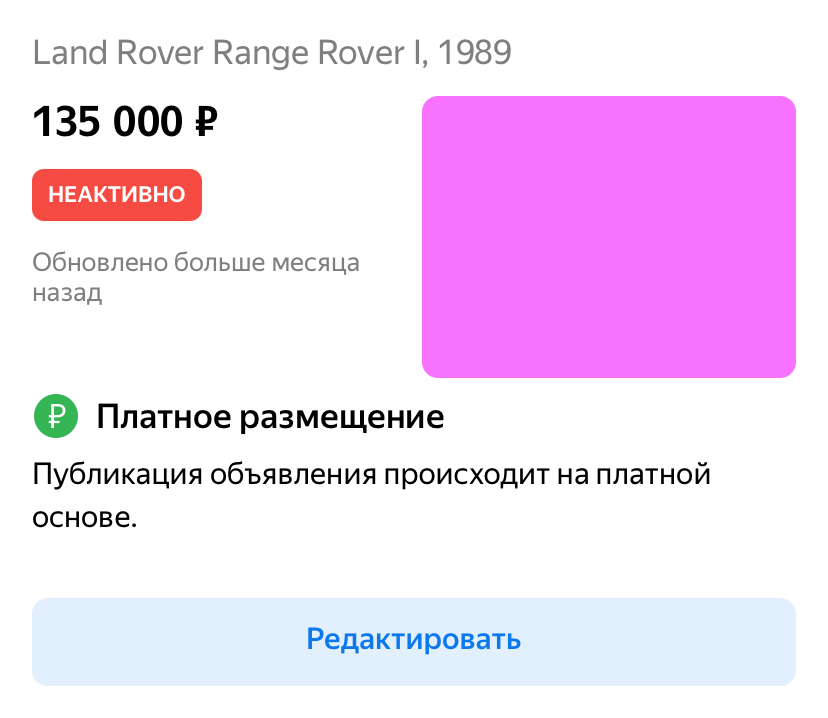 Land Rover Range Rover I, 1989
135 000 ₽
НЕАКТИВНО
Обновлено больше месяца
назад
₽ Платное размещение
Публикация объявления происходит на платной
основе.
Редактировать